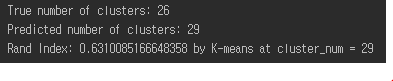 True number of clusters: 26
Predicted number of clusters: 29
Rand Index: 0.6310085166648358 by K-means at cluster_num = 29